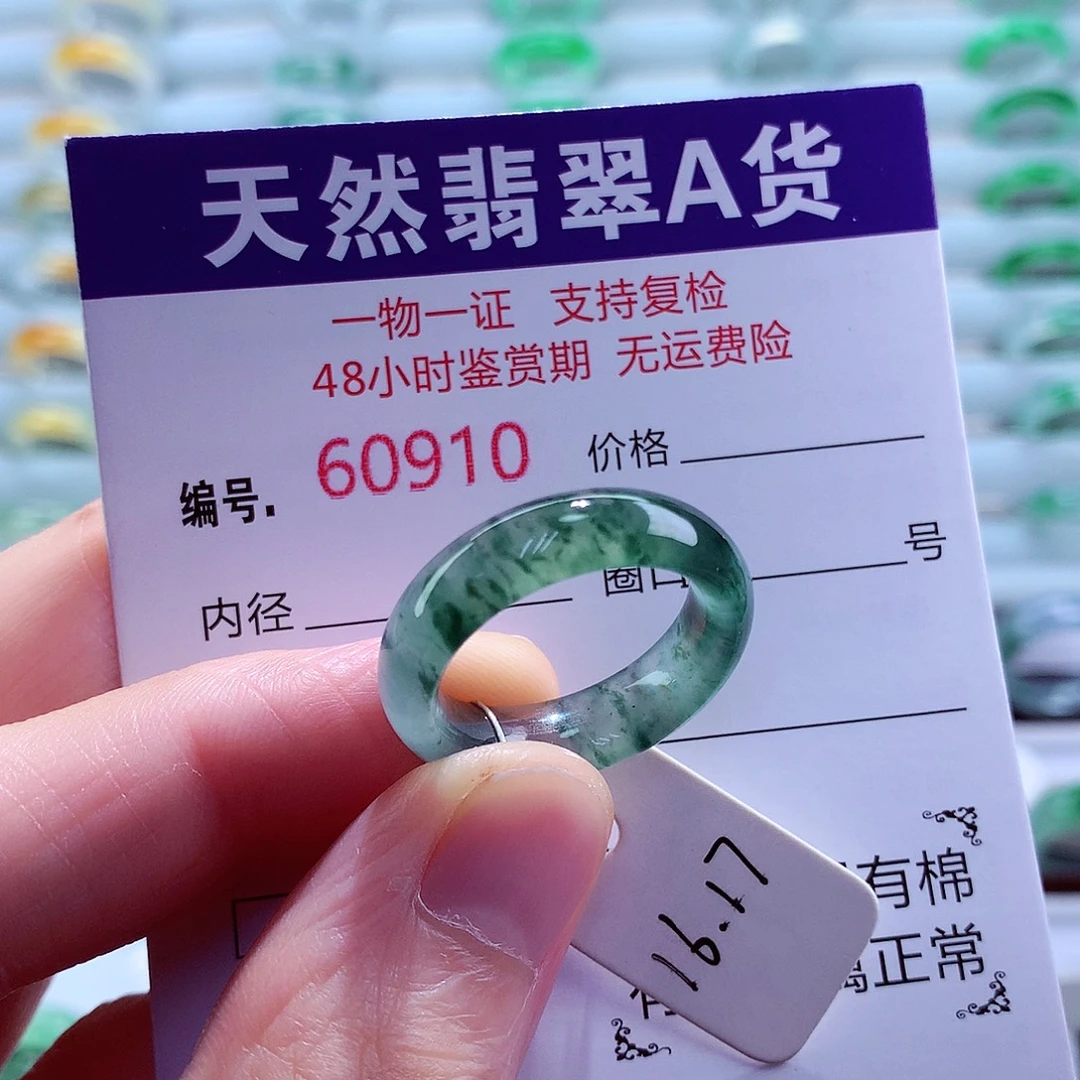 天然翡翠A货
一物一证 支持复检
48小时鉴赏期 无运费险
编号. 60910 价格
内径 圈口 号
有棉
正常
16.17